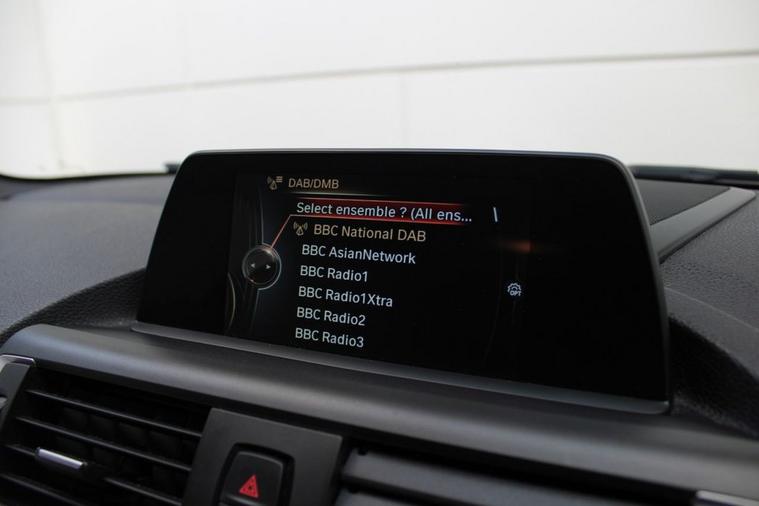 DAB/DMB
Select ensemble ? (All ens...
BBC National DAB
BBC AsianNetwork
BBC Radio1
BBC Radio1Xtra
OPT
BBC Radio2
BBC Radio3